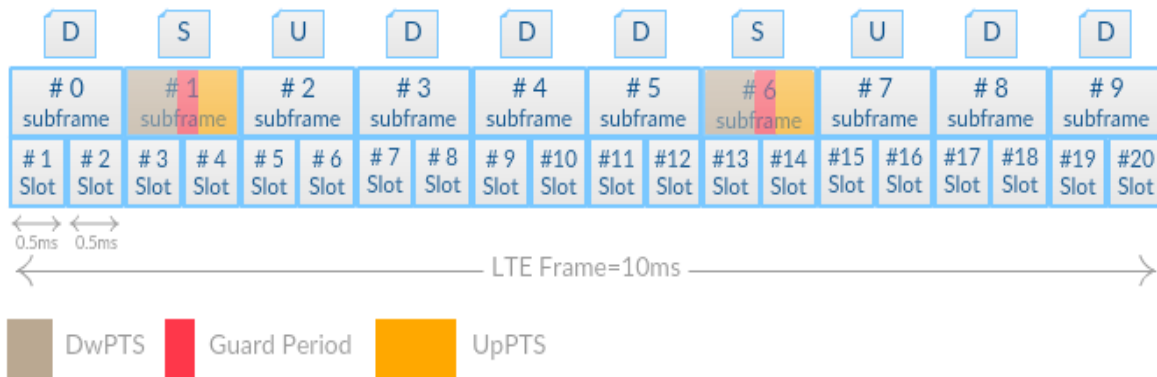 D S U D D D S U D D
# 0 # 1 # 2 # 3 # 4 # 5 # 6 # 7 # 8 # 9
subframe subframe subframe subframe subframe subframe subframe subframe subframe subframe
# 1 # 2 # 3 # 4 # 5 # 6 # 7 # 8 # 9 #10 #11 #12 #13 #14 #15 #16 #17 #18 #19 #20
Slot Slot Slot Slot Slot Slot Slot Slot Slot Slot Slot Slot Slot Slot Slot Slot Slot Slot Slot Slot
0.5ms 0.5ms
LTE Frame=10ms
DwPTS Guard Period UpPTS